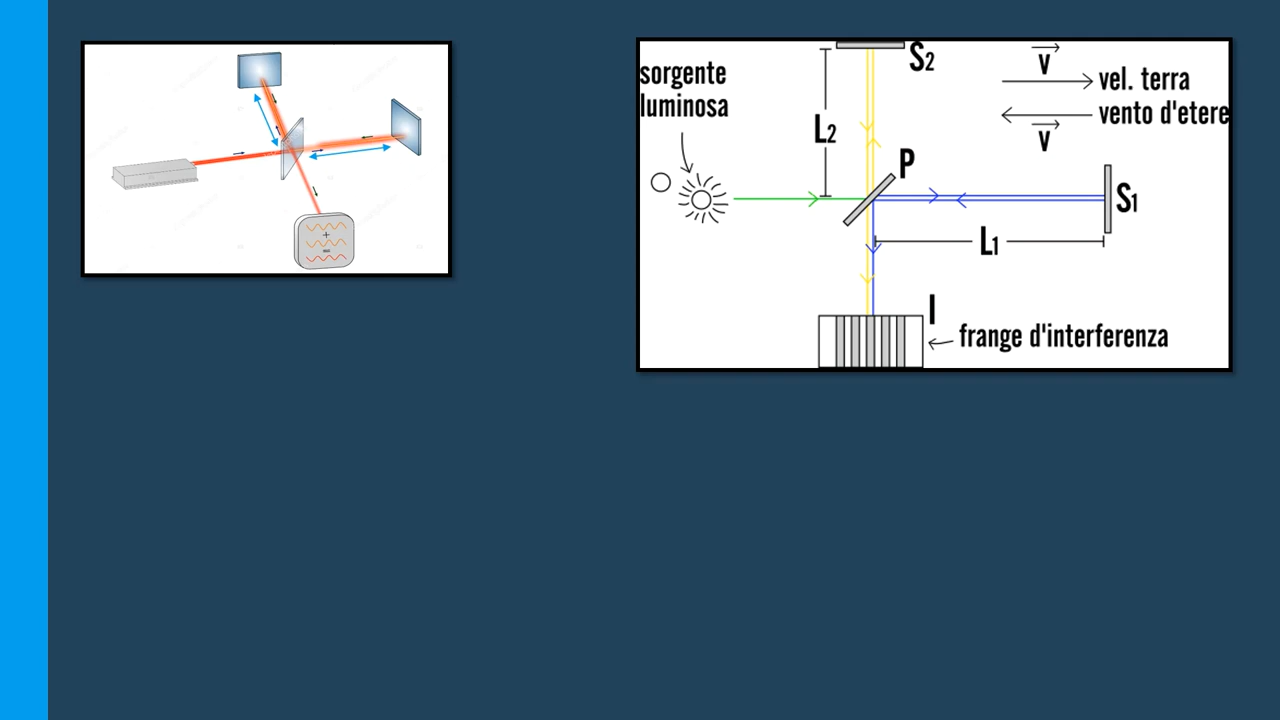 sorgente
luminosa
S2
L2
P
v
vel. terra
vento d'etere
v
S1
L1
I
frange d'interferenza
+
=